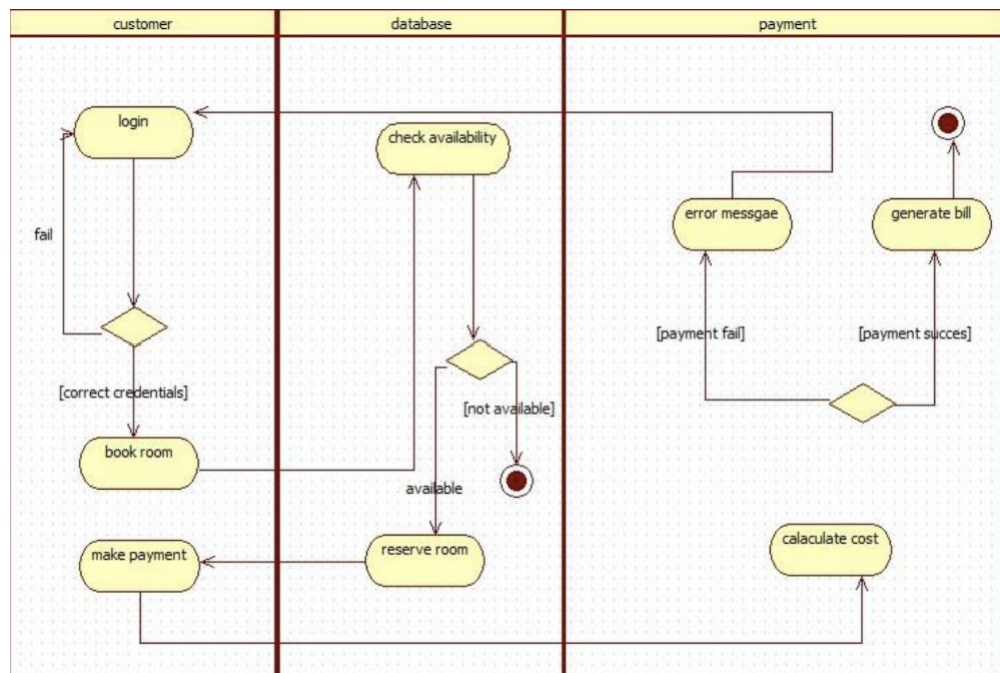 customer
database
payment
login
check availability
error messgae
generate bill
fail
[payment fail]
[payment succes]
[correct credentials]
[not available]
book room
available
make payment
reserve room
calaculate cost